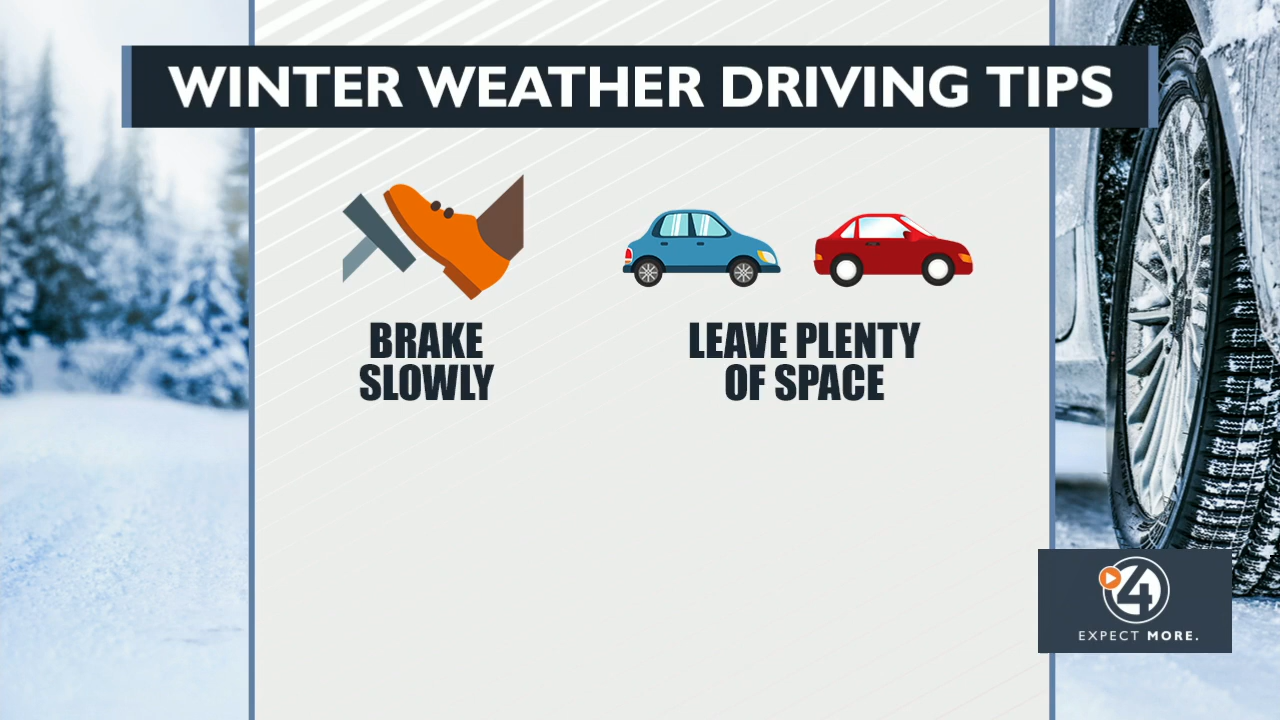 WINTER WEATHER DRIVING TIPS
BRAKE
SLOWLY
LEAVE PLENTY
OF SPACE
4
EXPECT MORE.